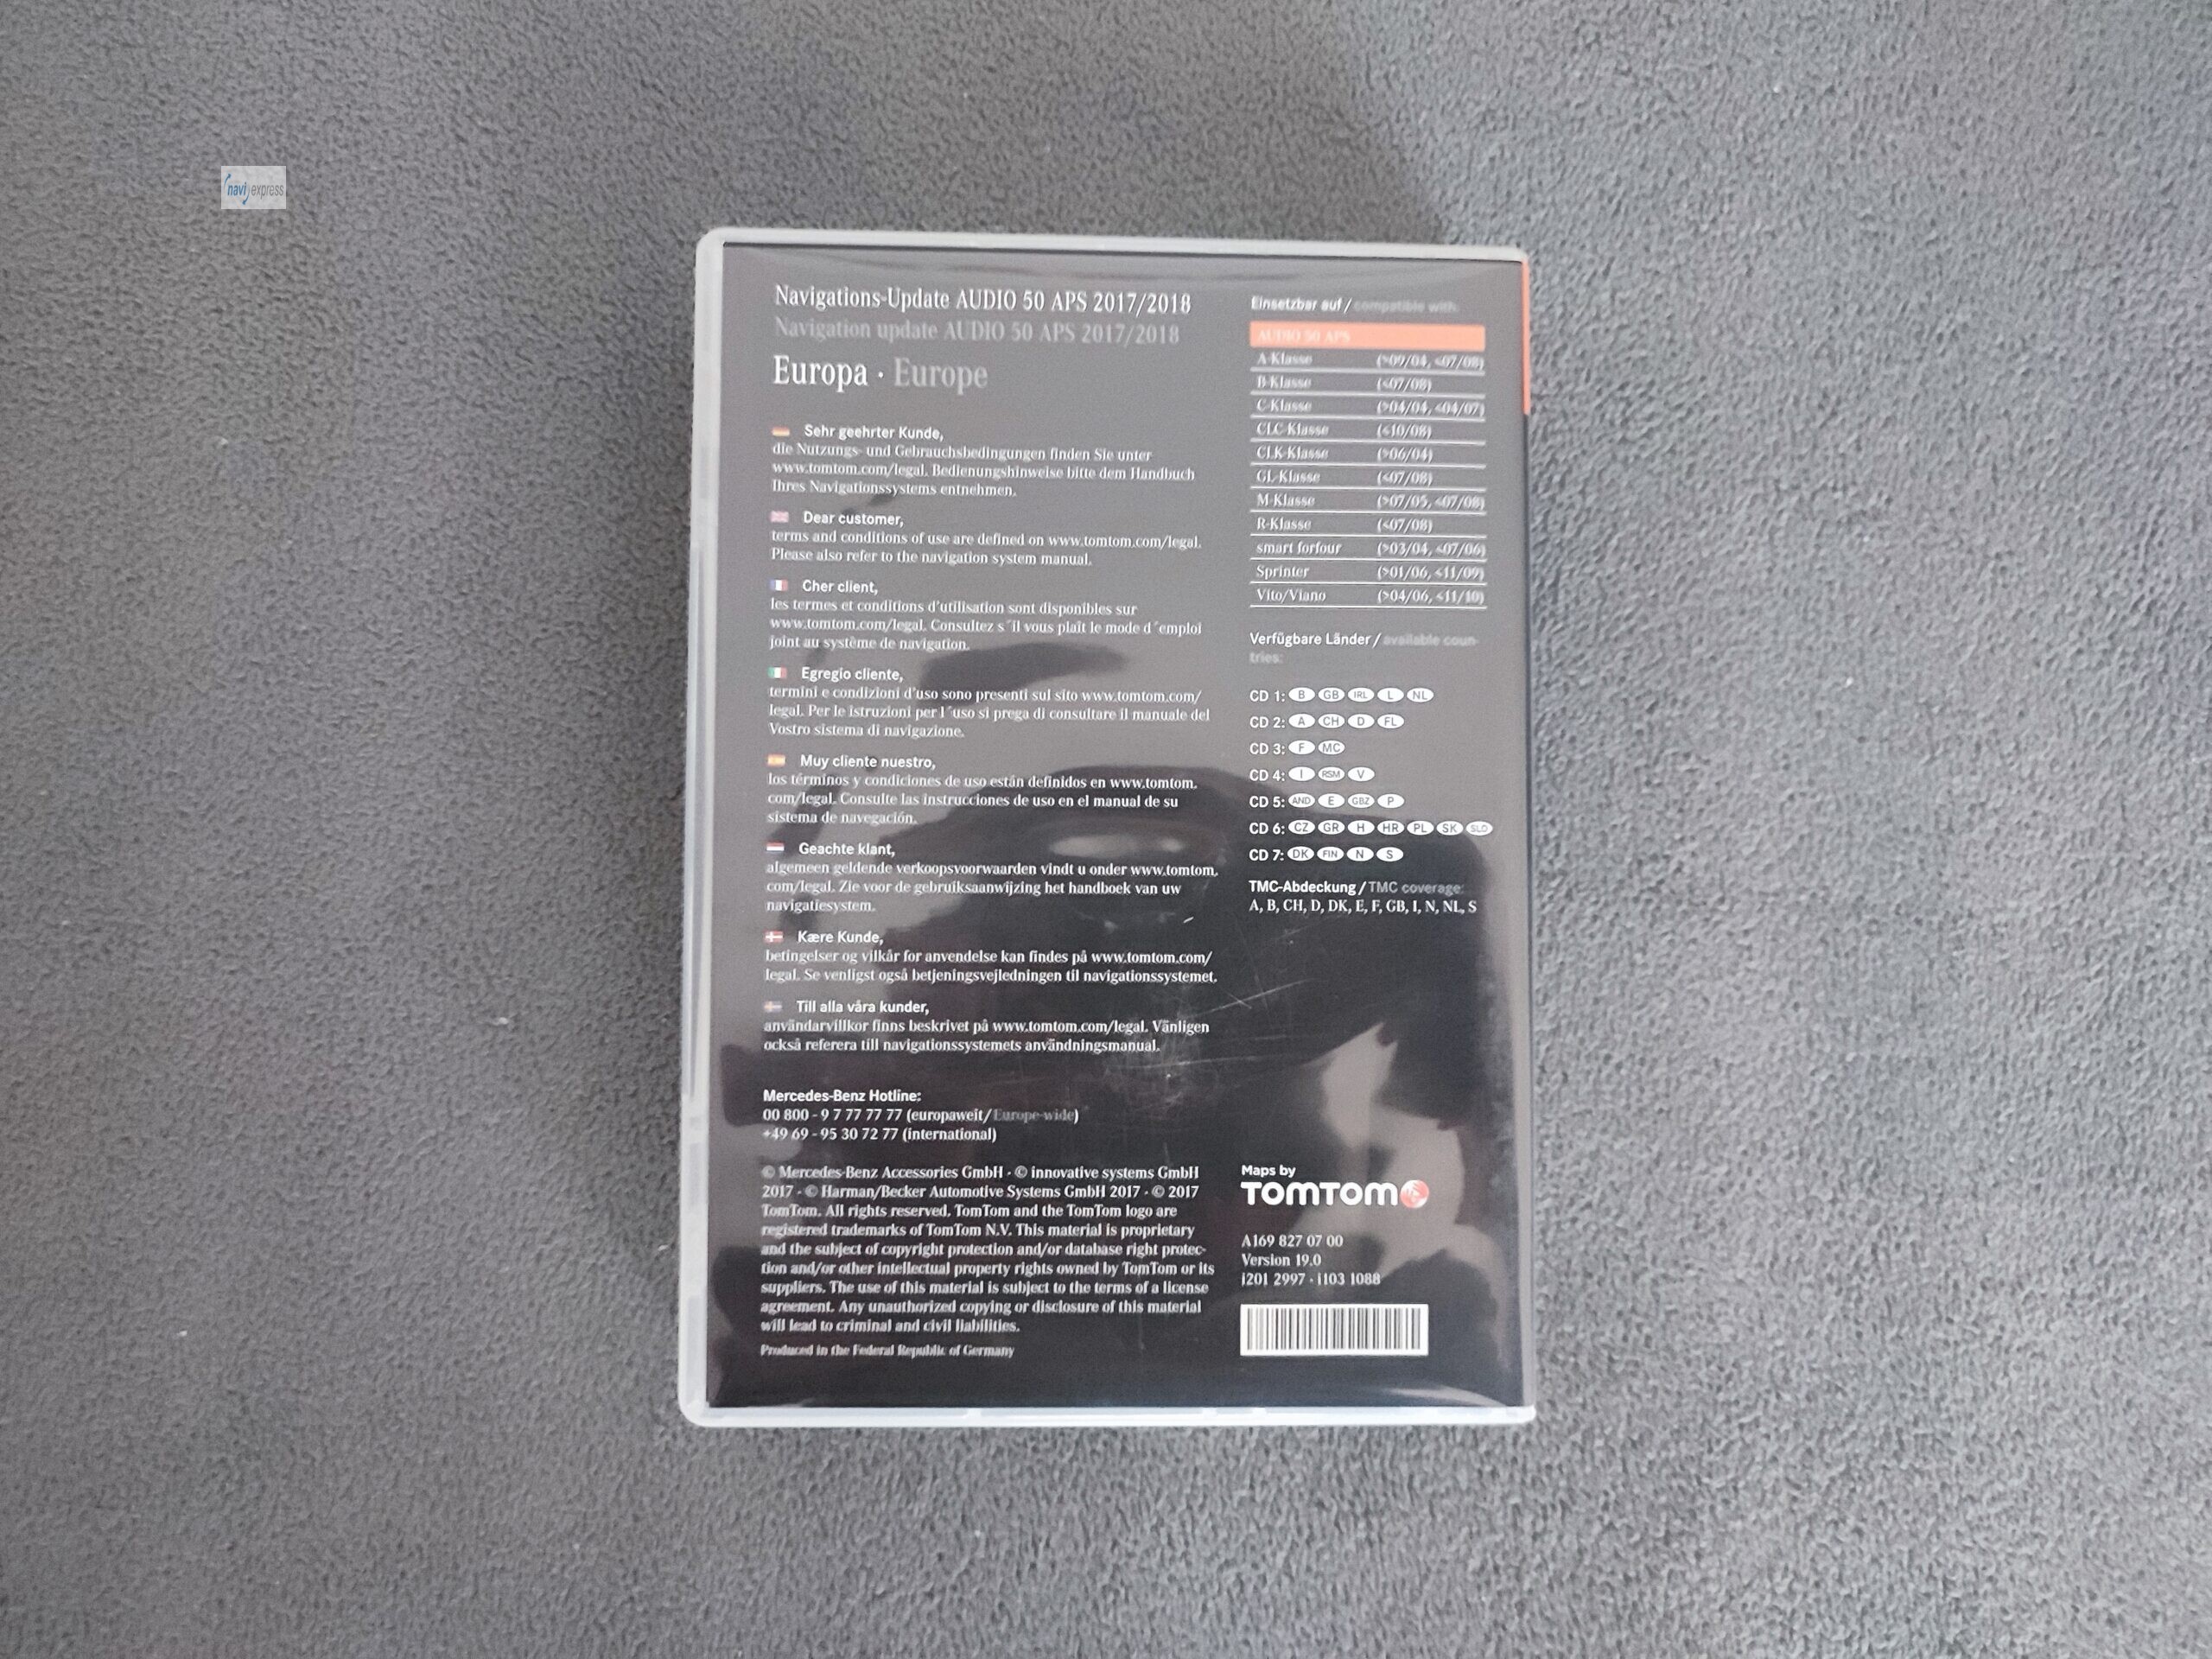 navi express
Navigations-Update AUDIO 50 APS 2017/2018
Navigation update AUDIO 50 APS 2017/2018
Europa · Europe
Sehr geehrter Kunde,
die Nutzungs- und Gebrauchsbedingungen finden Sie unter
www.tomtom.com/legal. Bedienungshinweise bitte dem Handbuch
Ihres Navigationssystems entnehmen.
Dear customer,
terms and conditions of use are defined on www.tomtom.com/legal.
Please also refer to the navigation system manual.
Cher client,
les termes et conditions d'utilisation sont disponibles sur
www.tomtom.com/legal. Consultez s´il vous plaît le mode d´emploi
joint au système de navigation.
Egregio cliente,
termini e condizioni d'uso sono presenti sul sito www.tomtom.com/
legal. Per le istruzioni per l´uso si prega di consultare il manuale del
Vostro sistema di navigazione.
Muy cliente nuestro,
los términos y condiciones de uso están definidos en www.tomtom.
com/legal. Consulte las instrucciones de uso en el manual de su
sistema de navegación.
Geachte klant,
algemeen geldende verkoopsvoorwaarden vindt u onder www.tomtom.
com/legal. Zie voor de gebruiksaanwijzing het handboek van uw
navigatiesystem.
Kære Kunde,
betingelser og vilkår for anvendelse kan findes på www.tomtom.com/
legal. Se venligst også betjeningsvejledningen til navigationssystemet.
Till alla våra kunder,
användarvillkor finns beskrivet på www.tomtom.com/legal. Vänligen
också referera till navigationssystemets användningsmanual.
Mercedes-Benz Hotline:
00 800 - 9 7 77 77 77 (europaweit/Europe-wide)
+49 69 - 95 30 72 77 (international)
© Mercedes-Benz Accessories GmbH · © innovative systems GmbH
2017 · © Harman/Becker Automotive Systems GmbH 2017 · © 2017
TomTom. All rights reserved. TomTom and the TomTom logo are
registered trademarks of TomTom N.V. This material is proprietary
and the subject of copyright protection and/or database right protec-
tion and/or other intellectual property rights owned by TomTom or its
suppliers. The use of this material is subject to the terms of a license
agreement. Any unauthorized copying or disclosure of this material
will lead to criminal and civil liabilities.
Produced in the Federal Republic of Germany
Einsetzbar auf / compatible with:
AUDIO 50 APS
A-Klasse (>09/04, <07/08)
B-Klasse (<07/08)
C-Klasse (>04/04, <04/07)
CLC-Klasse (<10/08)
CLK-Klasse (>06/04)
GL-Klasse (<07/08)
M-Klasse (>07/05, <07/08)
R-Klasse (<07/08)
smart forfour (>03/04, <07/06)
Sprinter (>01/06, <11/09)
Vito/Viano (>04/06, <11/10)
Verfügbare Länder / available coun-
tries:
CD 1: B GB IRL L NL
CD 2: A CH D FL
CD 3: F MC
CD 4: I RSM V
CD 5: AND E GBZ P
CD 6: CZ GR H HR PL SK SLO
CD 7: DK FIN N S
TMC-Abdeckung / TMC coverage:
A, B, CH, D, DK, E, F, GB, I, N, NL, S
Maps by
TOMTOM
A169 827 07 00
Version 19.0
i201 2997 · i103 1088